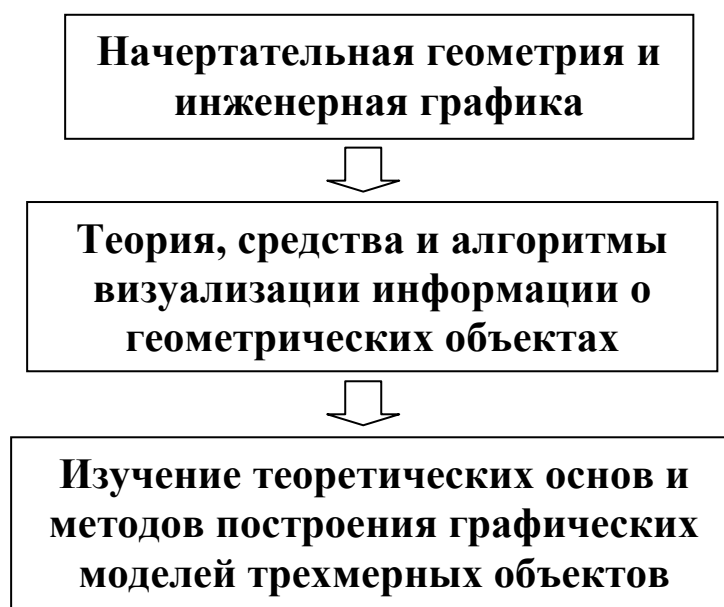 Начертательная геометрия и
инженерная графика
Теория, средства и алгоритмы
визуализации информации о
геометрических объектах
Изучение теоретических основ и
методов построения графических
моделей трехмерных объектов